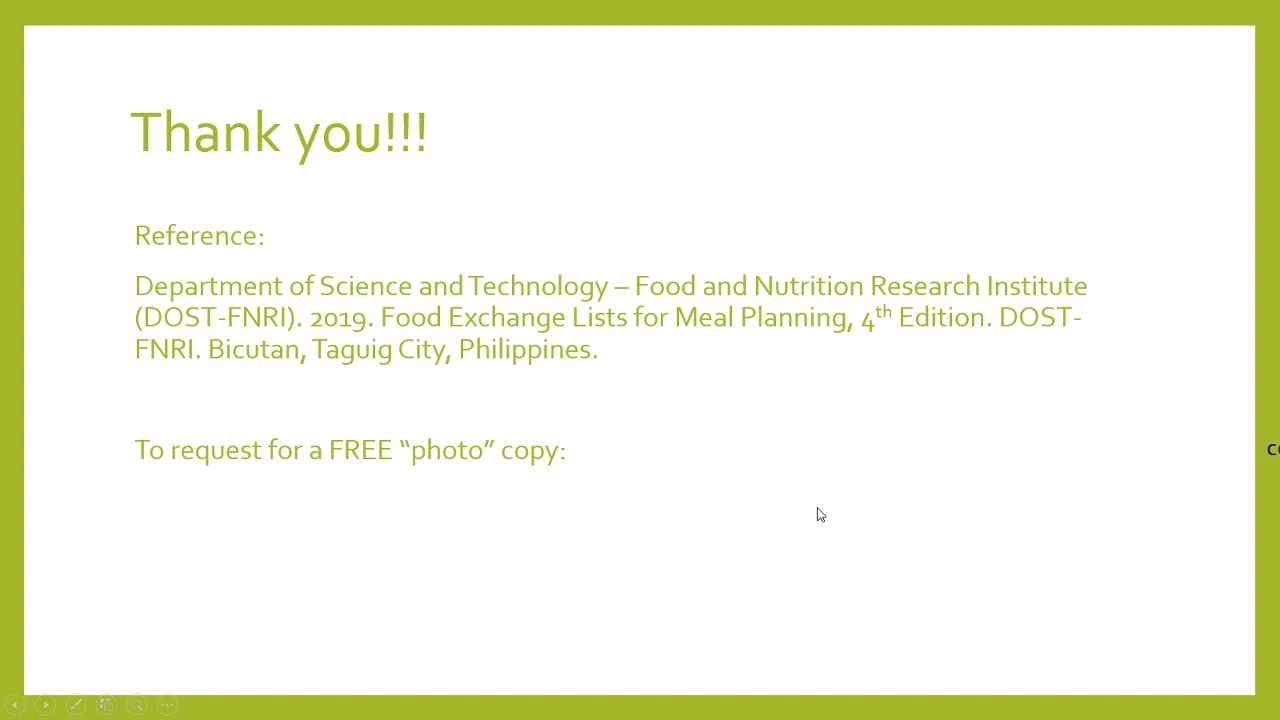 Thank you!!!
Reference:
Department of Science and Technology – Food and Nutrition Research Institute
(DOST-FNRI). 2019. Food Exchange Lists for Meal Planning, 4th Edition. DOST-
FNRI. Bicutan, Taguig City, Philippines.
To request for a FREE “photo” copy: